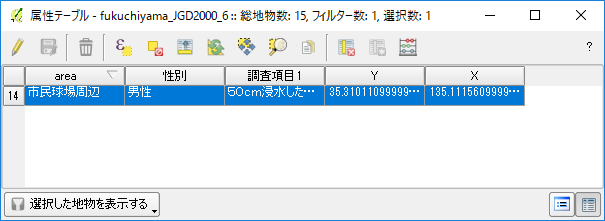 属性テーブル - fukuchiyama_JGD2000_6 :: 総地物数: 15, フィルター数: 1, 選択数: 1
?
area 性別 調査項目1 Y X
14 市民球場周辺 男性 50cm浸水した… 35.31011099999… 135.1115609999…
選択した地物を表示する